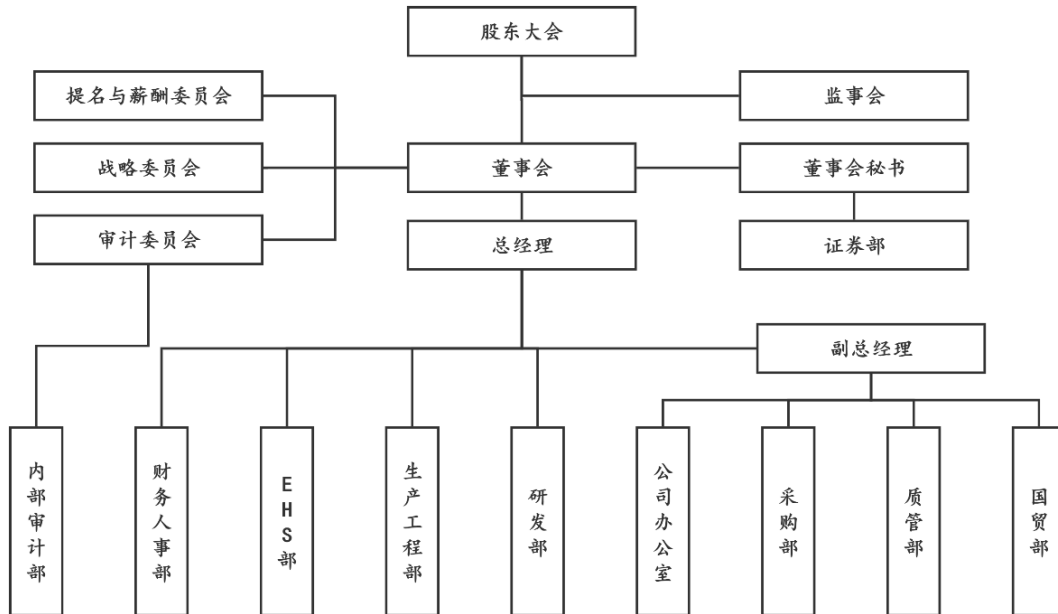 股东大会
提名与薪酬委员会
监事会
战略委员会
董事会
董事会秘书
审计委员会
总经理
证券部
副总经理
内部审计部
财务人事部
EHS部
生产工程部
研发部
公司办公室
采购部
质管部
国贸部